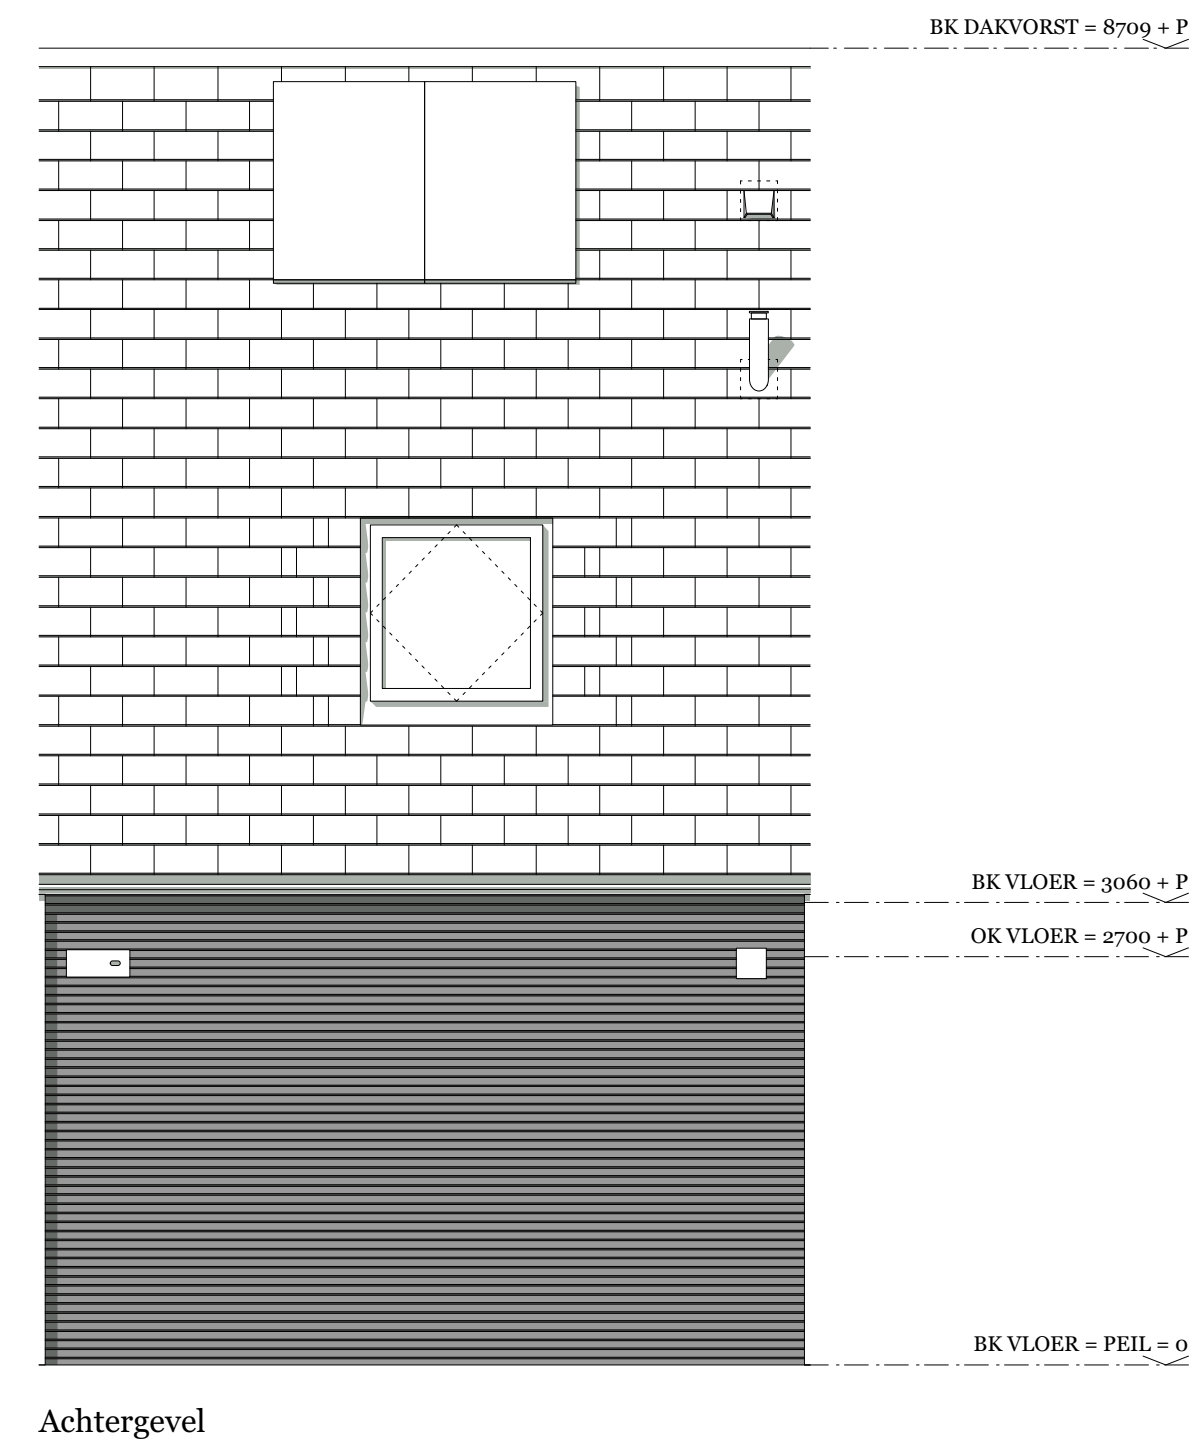 BK DAKVORST = 8709 + P
BK VLOER = 3060 + P
OK VLOER = 2700 + P
BK VLOER = PEIL = 0
Achtergevel